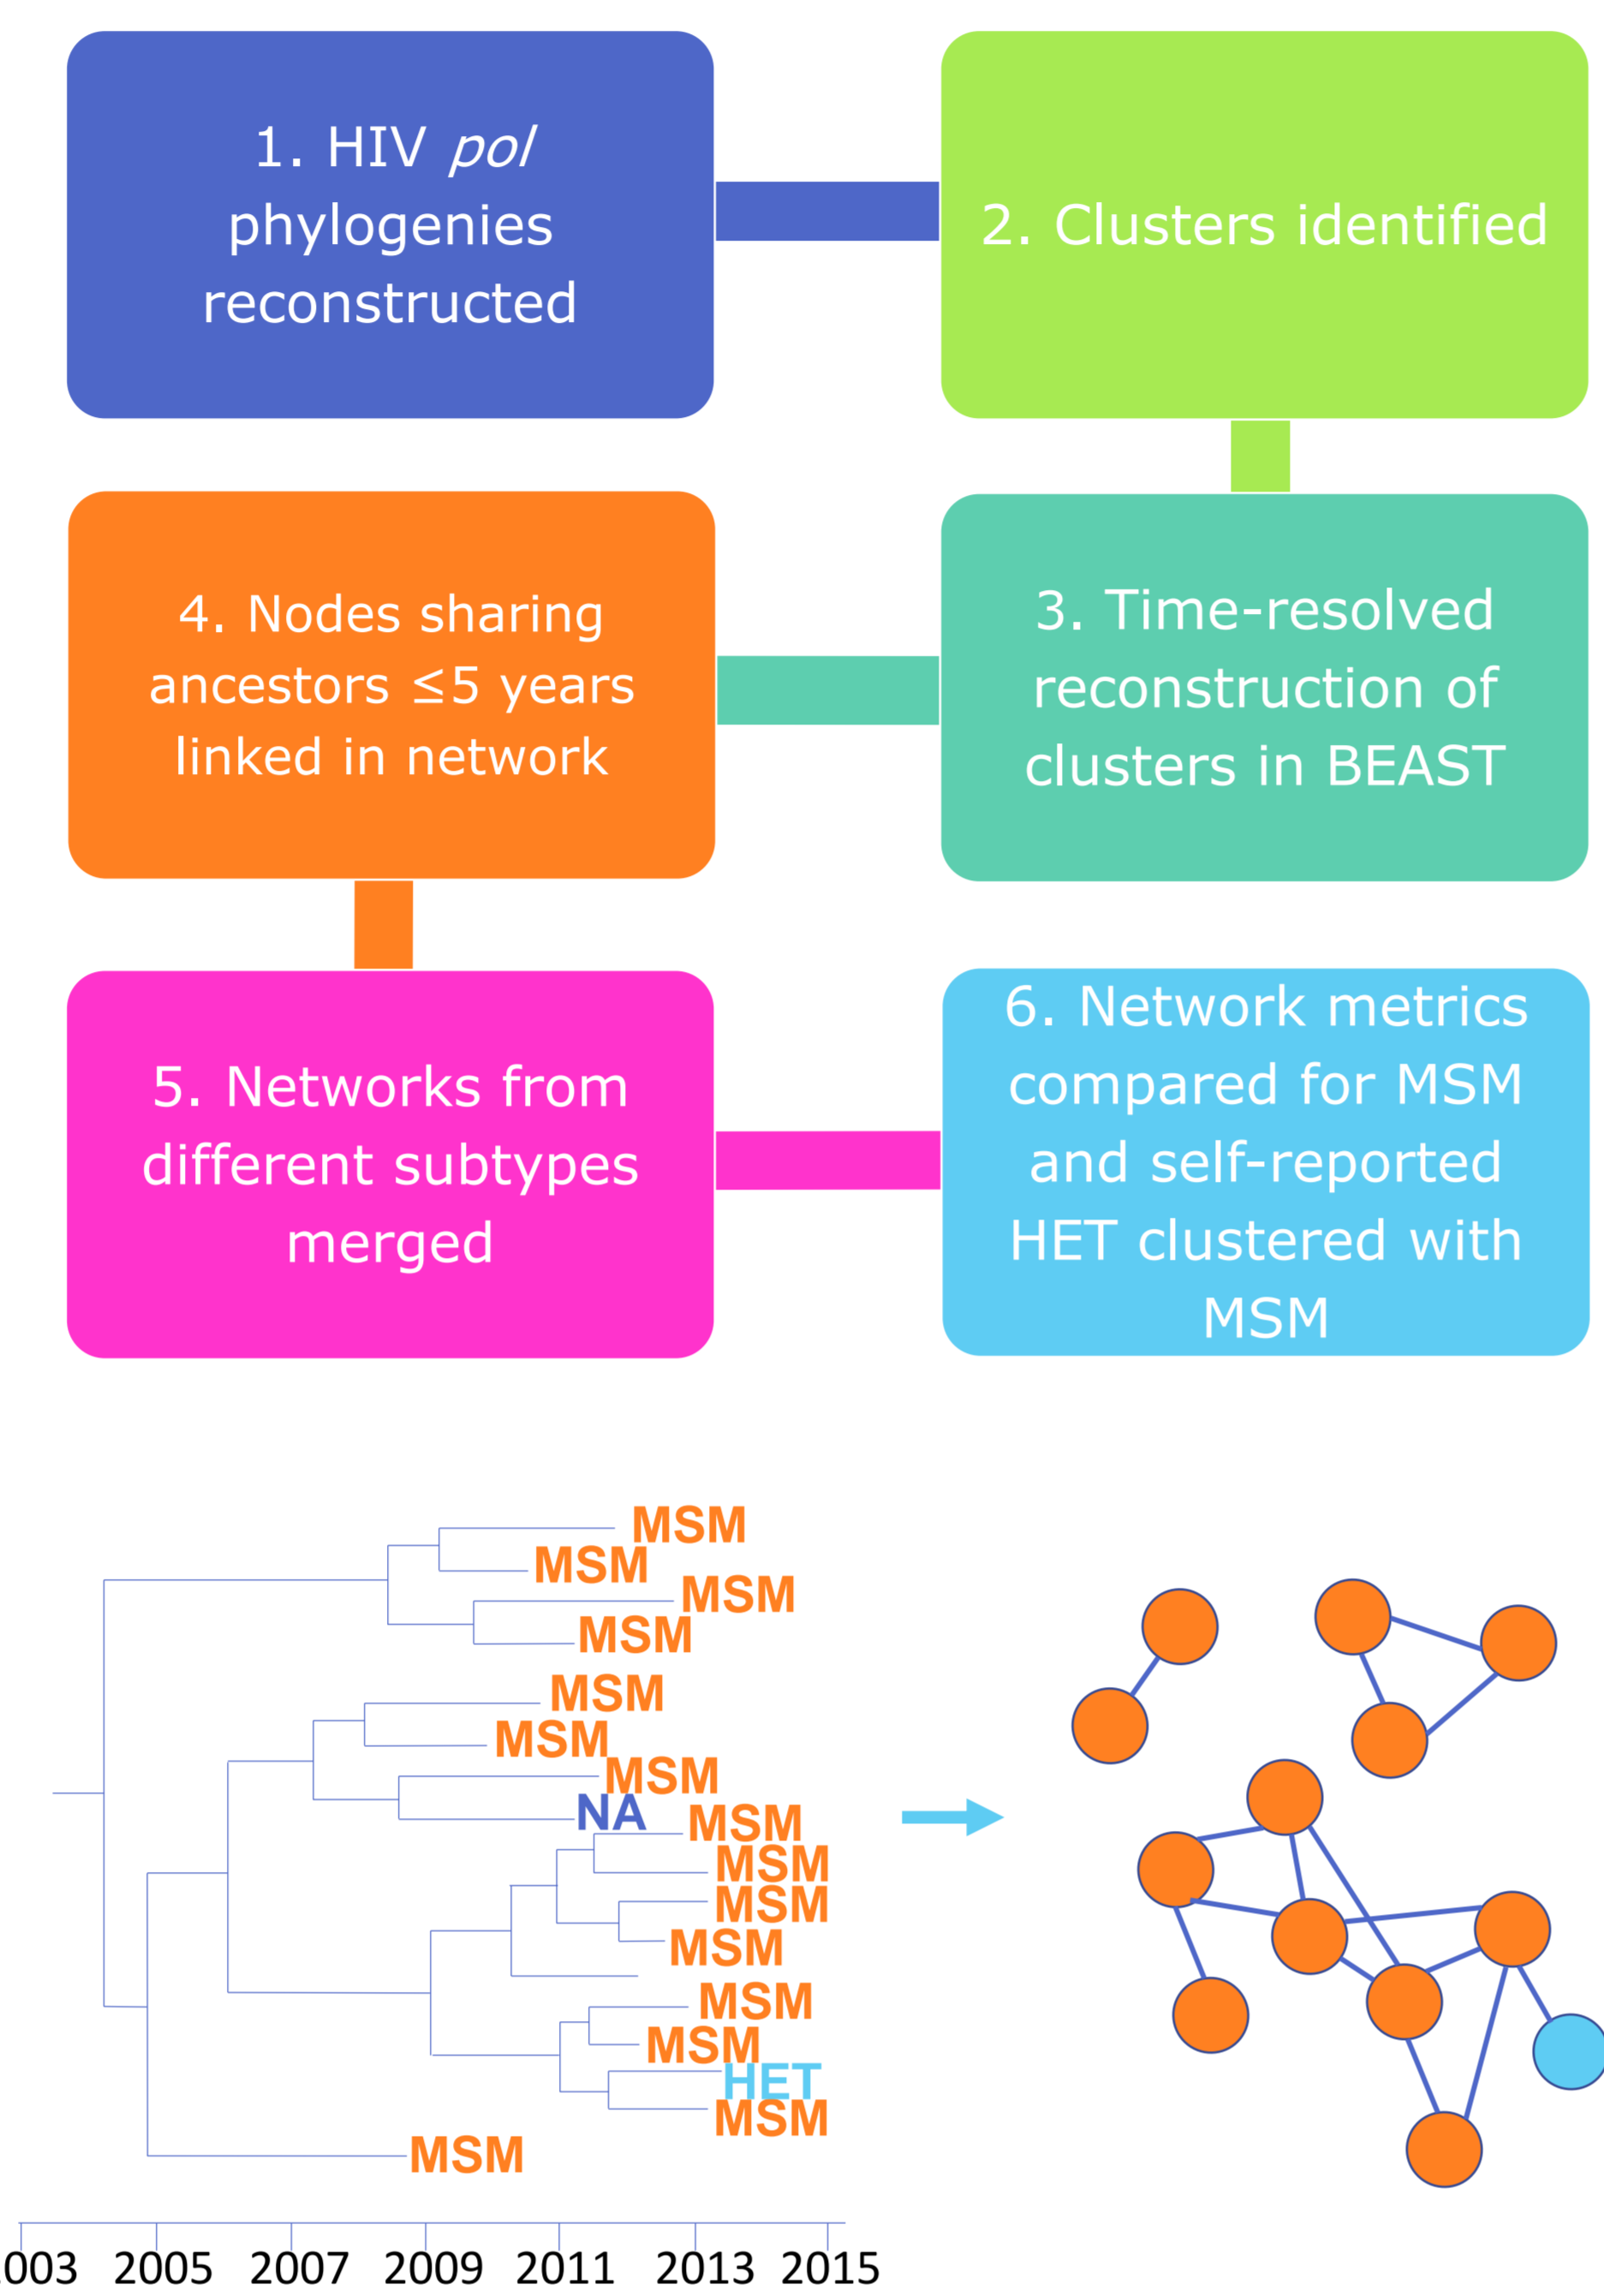 1. HIV pol
phylogenies
reconstructed
2. Clusters identified
3. Time-resolved
reconstruction of
clusters in BEAST
4. Nodes sharing
ancestors ≤5 years
linked in network
5. Networks from
different subtypes
merged
6. Network metrics
compared for MSM
and self-reported
HET clustered with
MSM
MSM
MSM
MSM
MSM
MSM
MSM
MSM
NA
MSM
MSM
MSM
MSM
MSM
MSM
HET
MSM
MSM
003 2005 2007 2009 2011 2013 2015